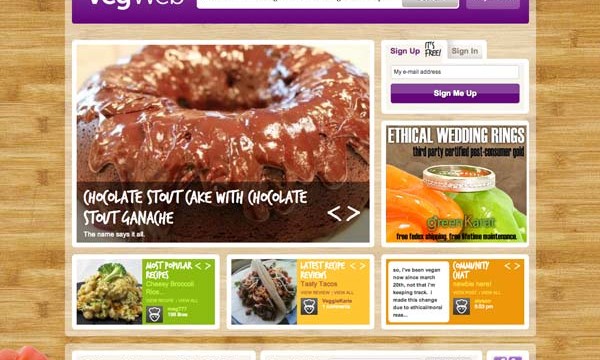 VegWeb
Sign Up
IT'S FREE!
Sign In
My e-mail address
Sign Me Up
CHOCOLATE STOUT CAKE WITH CHOCOLATE
STOUT GANACHE
The name says it all.
< >
ETHICAL WEDDING RINGS
third party certified post-consumer gold
greenKarat
free fedex shipping. free lifetime maintenance.
MOST POPULAR
RECIPES
< >
Cheesy Broccoli
Rice...
VIEW RECIPE | VIEW ALL
LATEST RECIPE
REVIEWS
< >
Tasty Tacos
VIEW REVIEW | VIEW ALL
VeggieKarie
so, I've been vegan
now since march
20th, not that I'm
keeping track. I
made this change
due to ethical/moral
reas...
COMMUNITY
CHAT
< >
newbie here!
VIEW POST | VIEW ALL